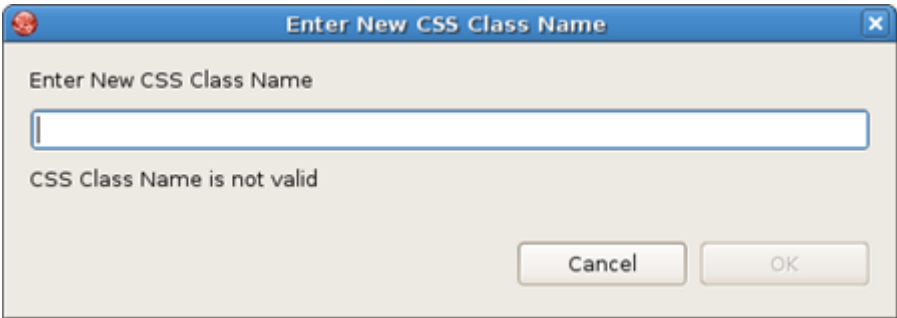 Enter New CSS Class Name
Enter New CSS Class Name
CSS Class Name is not valid
Cancel OK